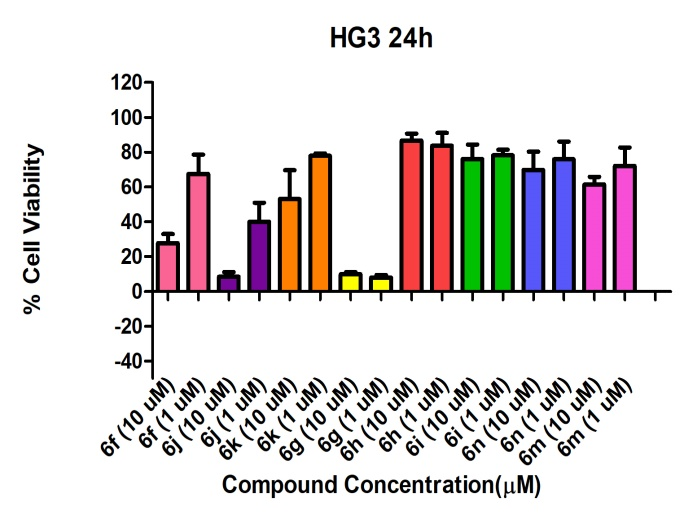 HG3 24h
% Cell Viability
120
100
80
60
40
20
0
-20
-40
6f (10 uM)
6f (1 uM)
6j (10 uM)
6j (1 uM)
6k (10 uM)
6k (1 uM)
6g (10 uM)
6g (1 uM)
6h (10 uM)
6h (1 uM)
6i (10 uM)
6i (1 uM)
6n (10 uM)
6n (1 uM)
6m (10 uM)
6m (1 uM)
Compound Concentration(μM)